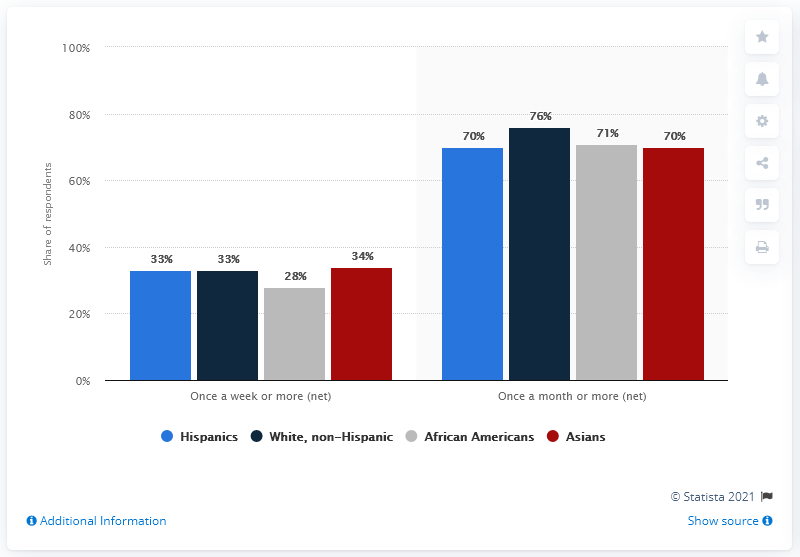 100%
80%
60%
40%
20%
0%
Share of respondents
33%
33%
28%
34%
70%
76%
71%
70%
Once a week or more (net)
Once a month or more (net)
Hispanics
White, non-Hispanic
African Americans
Asians
© Statista 2021
Additional Information
Show source